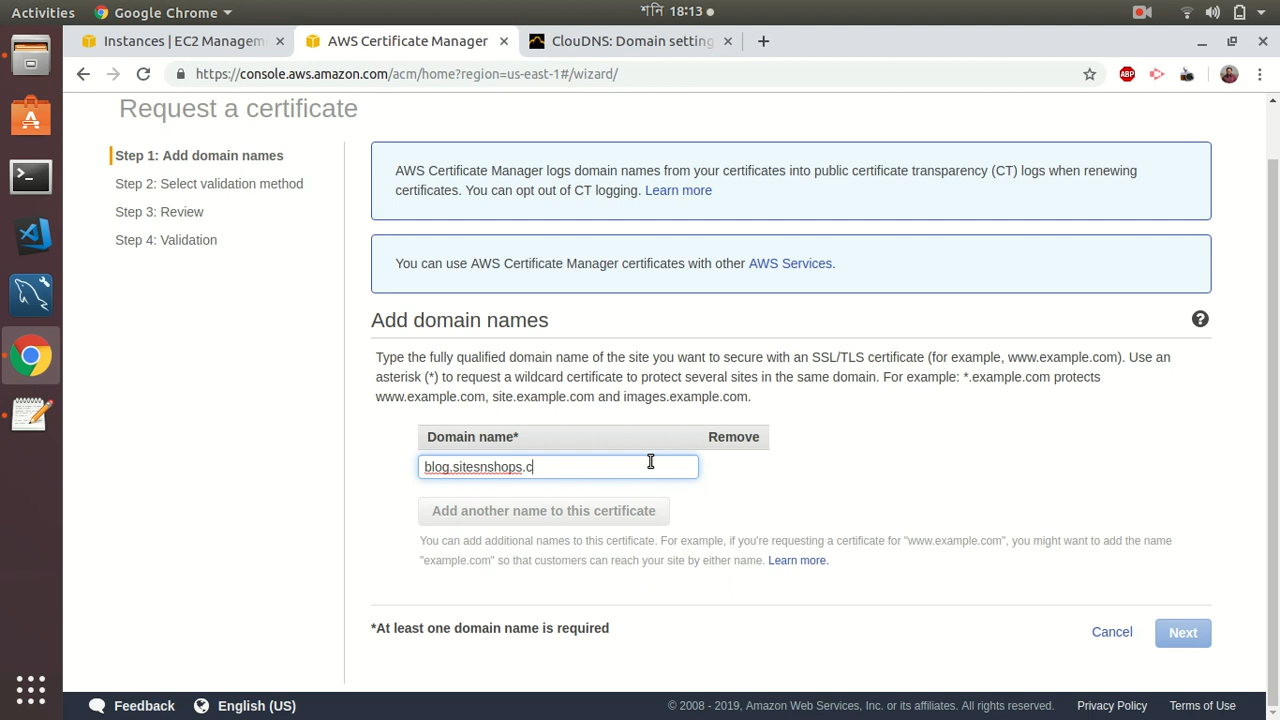 Activities
Google Chrome
শনি 18:13
Instances | EC2 Managem
AWS Certificate Manager
ClouDNS: Domain setting
https://console.aws.amazon.com/acm/home?region=us-east-1#/wizard/
ABP
Request a certificate
Step 1: Add domain names
Step 2: Select validation method
Step 3: Review
Step 4: Validation
AWS Certificate Manager logs domain names from your certificates into public certificate transparency (CT) logs when renewing
certificates. You can opt out of CT logging. Learn more
You can use AWS Certificate Manager certificates with other AWS Services.
Add domain names
Type the fully qualified domain name of the site you want to secure with an SSL/TLS certificate (for example, www.example.com). Use an
asterisk (*) to request a wildcard certificate to protect several sites in the same domain. For example: *.example.com protects
www.example.com, site.example.com and images.example.com.
Domain name* Remove
blog.sitesnshops.c
Add another name to this certificate
You can add additional names to this certificate. For example, if you're requesting a certificate for "www.example.com", you might want to add the name
"example.com" so that customers can reach your site by either name. Learn more.
*At least one domain name is required
Cancel
Next
Feedback
English (US)
© 2008 - 2019, Amazon Web Services, Inc. or its affiliates. All rights reserved.
Privacy Policy
Terms of Use